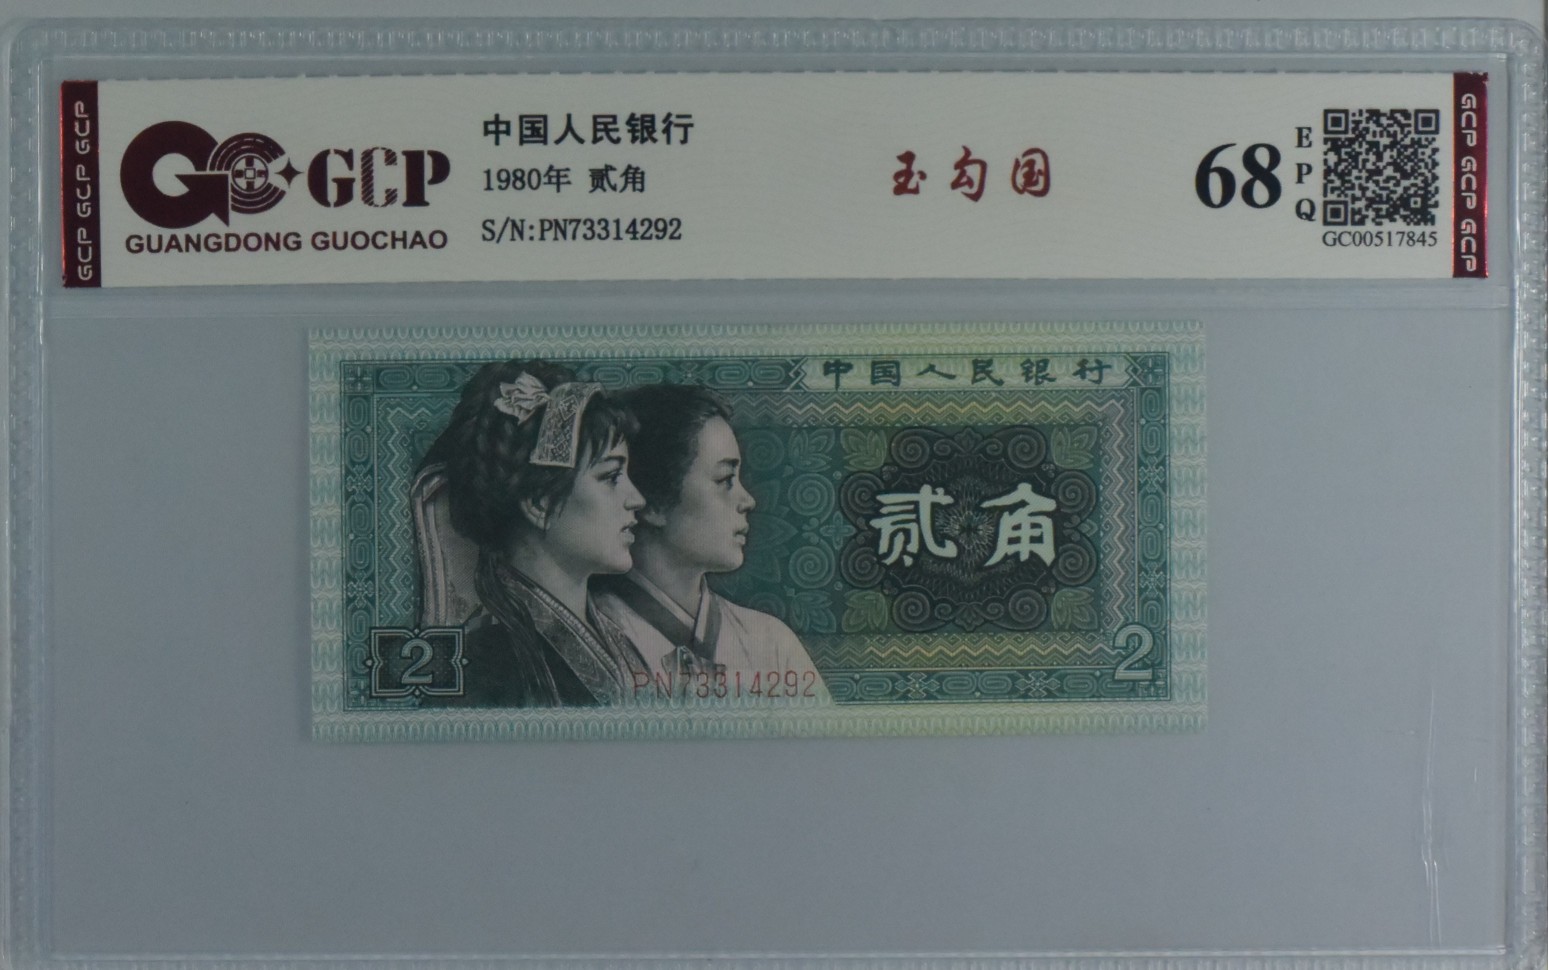 GCP GCP GCP
GCP
GUANGDONG GUOCHAO
中国人民银行
1980年 贰角
S/N:PN73314292
玉勾国
68
EPQ
GC00517845
GCP GCP GCP
中国人民银行
贰角
2
2
PN73314292